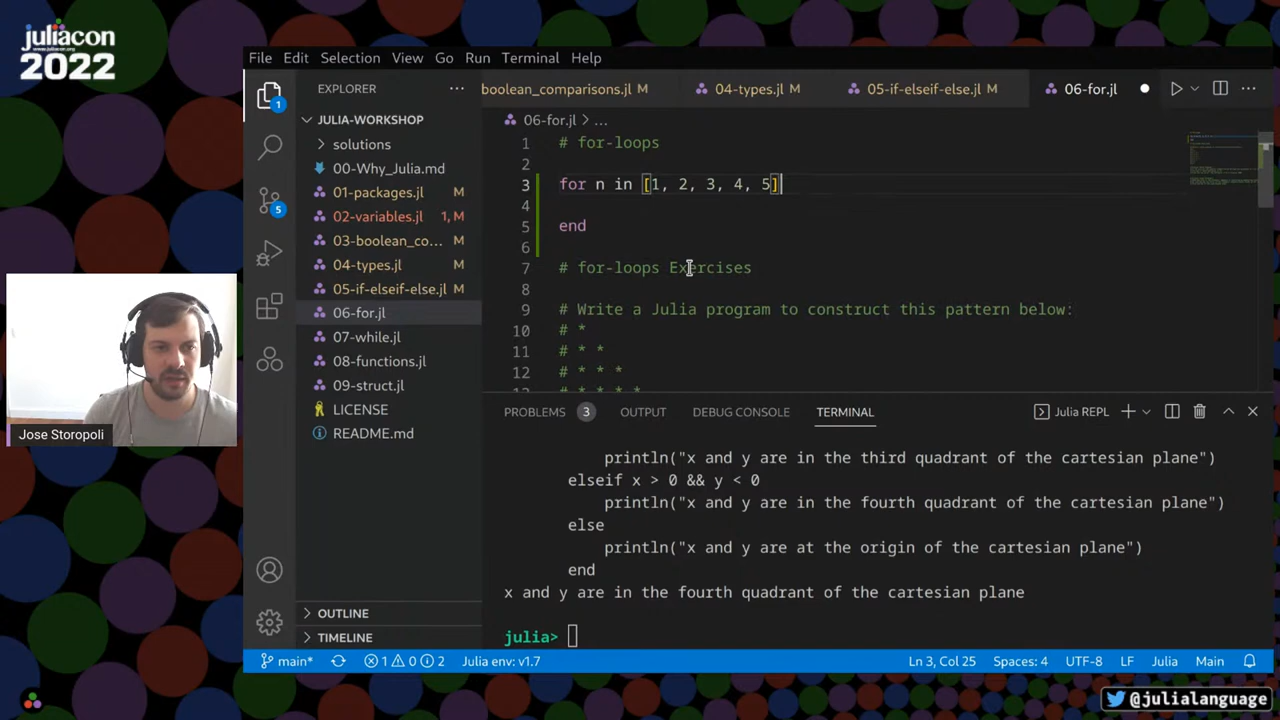 juliacon
www.juliacon.org
2022
File Edit Selection View Go Run Terminal Help
1
5
EXPLORER
JULIA-WORKSHOP
solutions
00-Why_Julia.md
01-packages.jl M
02-variables.jl 1, M
03-boolean_co... M
04-types.jl M
05-if-elseif-else.jl M
06-for.jl
07-while.jl
08-functions.jl
09-struct.jl
LICENSE
README.md
OUTLINE
TIMELINE
boolean_comparisons.jl M 04-types.jl M 05-if-elseif-else.jl M 06-for.jl
06-for.jl > ...
1 # for-loops
2
3 for n in [1, 2, 3, 4, 5]
4
5 end
6
7 # for-loops Exercises
8
9 # Write a Julia program to construct this pattern below:
10 # *
11 # * *
12 # * * *
13 # * * * *
PROBLEMS 3 OUTPUT DEBUG CONSOLE TERMINAL Julia REPL
println("x and y are in the third quadrant of the cartesian plane")
elseif x > 0 && y < 0
println("x and y are in the fourth quadrant of the cartesian plane")
else
println("x and y are at the origin of the cartesian plane")
end
x and y are in the fourth quadrant of the cartesian plane
julia>
main* 1 0 2 Julia env: v1.7 Ln 3, Col 25 Spaces: 4 UTF-8 LF Julia Main
Jose Storopoli
@julialanguage